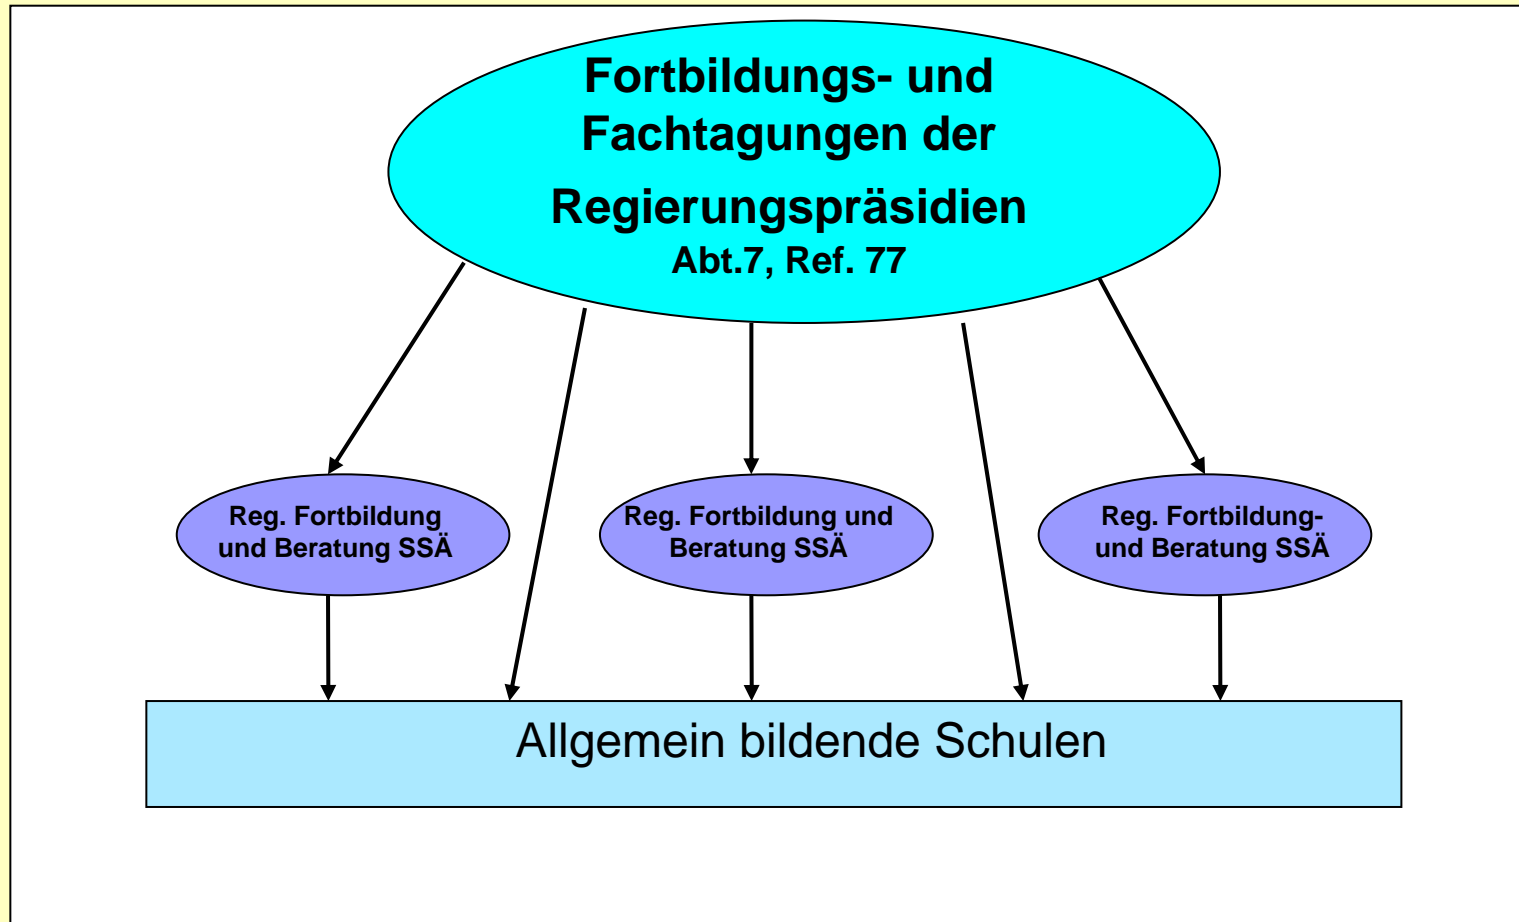 Fortbildungs- und
Fachtagungen der
Regierungspräsidien
Abt.7, Ref. 77
Reg. Fortbildung
und Beratung SSÄ
Reg. Fortbildung und
Beratung SSÄ
Reg. Fortbildung-
und Beratung SSÄ
Allgemein bildende Schulen